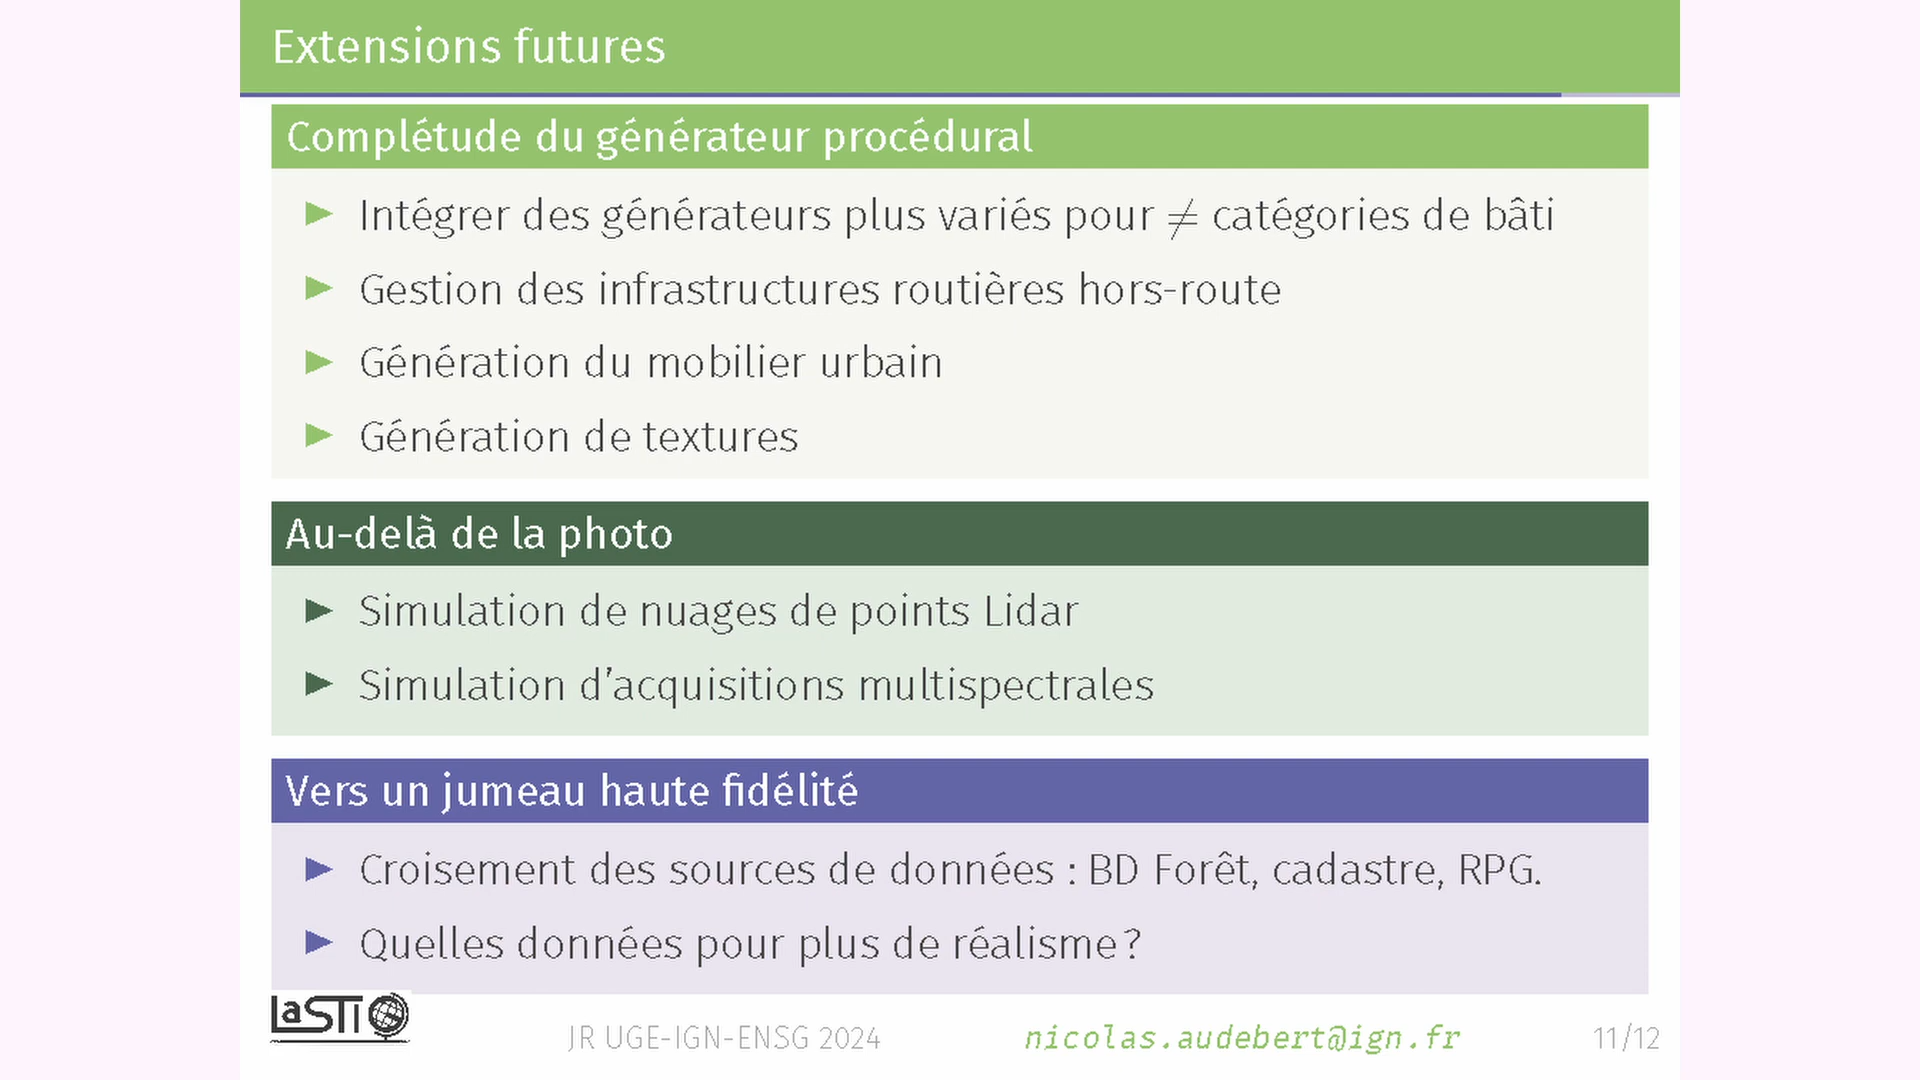 Extensions futures
Complétude du générateur procédural
Intégrer des générateurs plus variés pour ≠ catégories de bâti
Gestion des infrastructures routières hors-route
Génération du mobilier urbain
Génération de textures
Au-delà de la photo
Simulation de nuages de points Lidar
Simulation d'acquisitions multispectrales
Vers un jumeau haute fidélité
Croisement des sources de données : BD Forêt, cadastre, RPG.
Quelles données pour plus de réalisme ?
LaSTI
JR UGE-IGN-ENSG 2024
nicolas.audebert@ign.fr
11/12